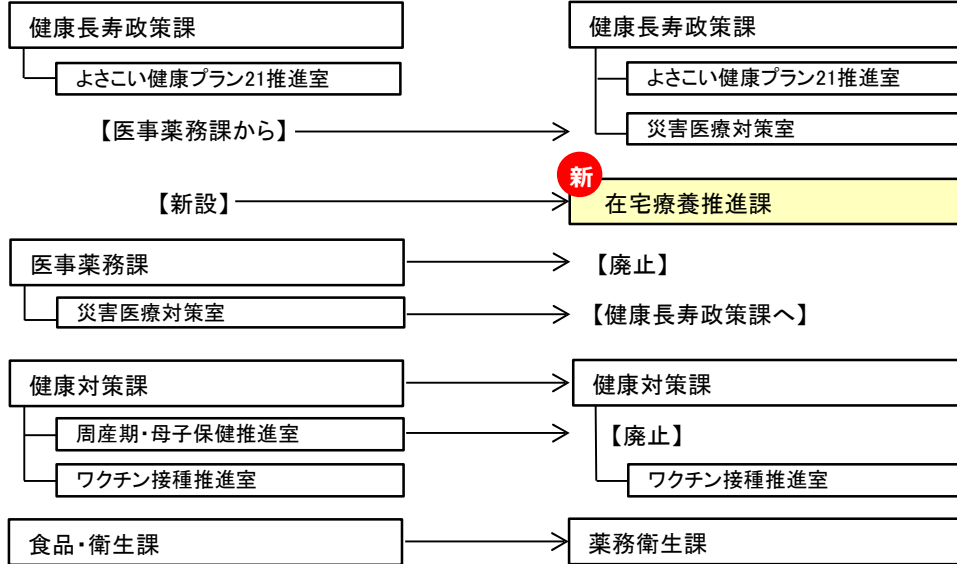 健康長寿政策課
健康長寿政策課
よさこい健康プラン21推進室
よさこい健康プラン21推進室
【医事薬務課から】
災害医療対策室
新
【新設】
在宅療養推進課
医事薬務課
【廃止】
災害医療対策室
【健康長寿政策課へ】
健康対策課
健康対策課
周産期・母子保健推進室
【廃止】
ワクチン接種推進室
ワクチン接種推進室
食品・衛生課
薬務衛生課